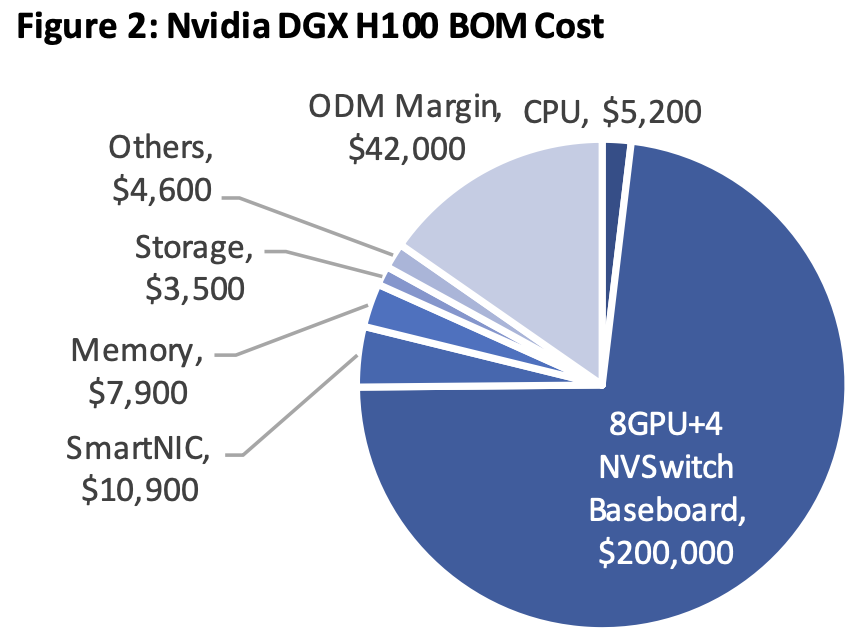 Figure 2: Nvidia DGX H100 BOM Cost
ODM Margin,
$42,000
CPU, $5,200
Others,
$4,600
Storage,
$3,500
Memory,
$7,900
SmartNIC,
$10,900
8GPU+4
NVSwitch
Baseboard,
$200,000